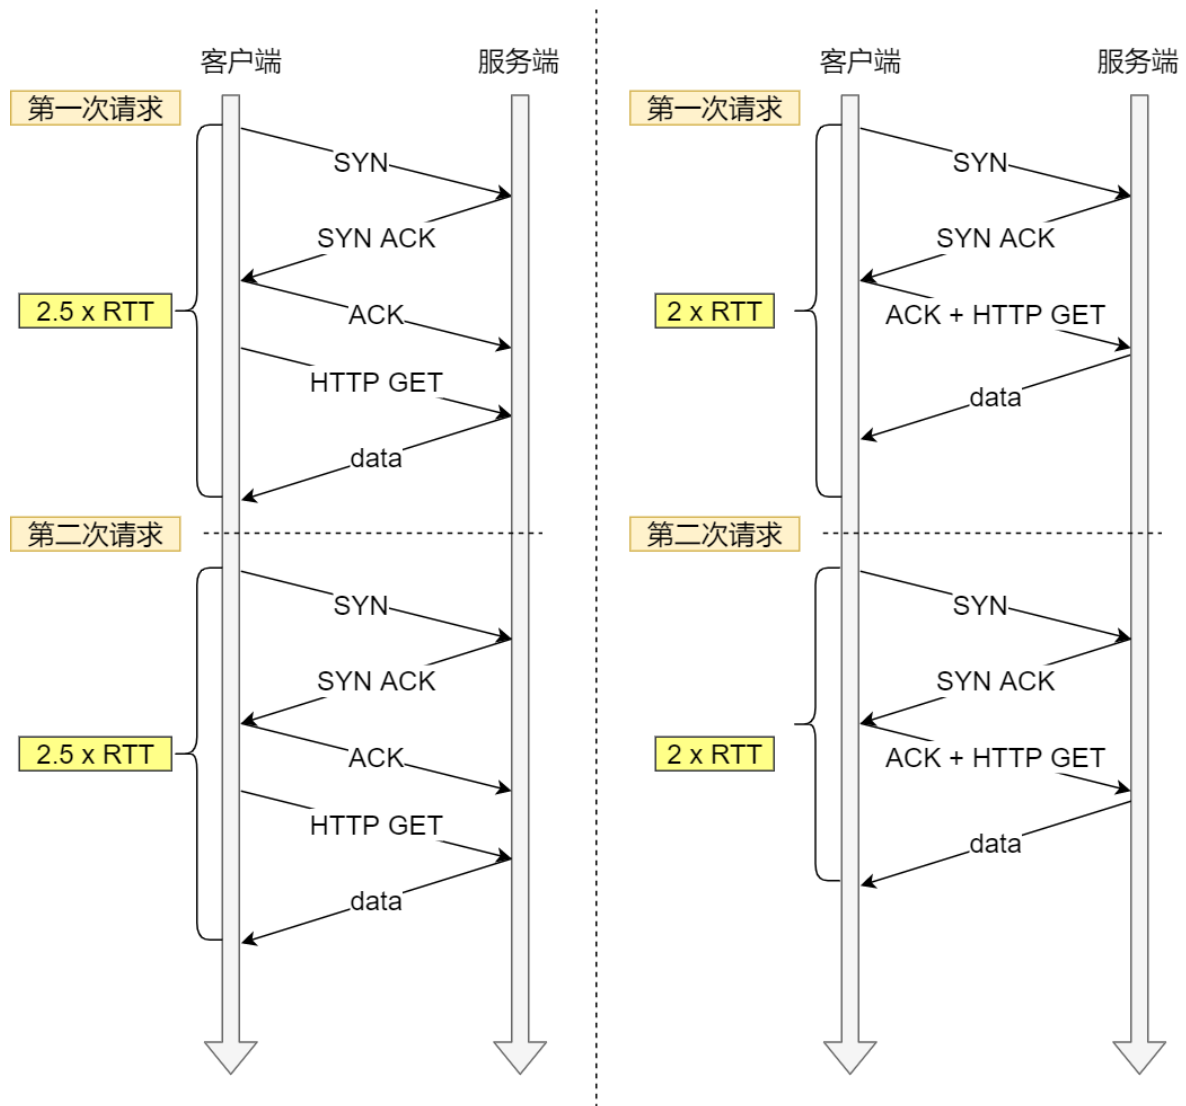 客户端
服务端
第一次请求
SYN
SYN ACK
2.5 x RTT
ACK
HTTP GET
data
第二次请求
SYN
SYN ACK
2.5 x RTT
ACK
HTTP GET
data
客户端
服务端
第一次请求
SYN
SYN ACK
2 x RTT
ACK + HTTP GET
data
第二次请求
SYN
SYN ACK
2 x RTT
ACK + HTTP GET
data